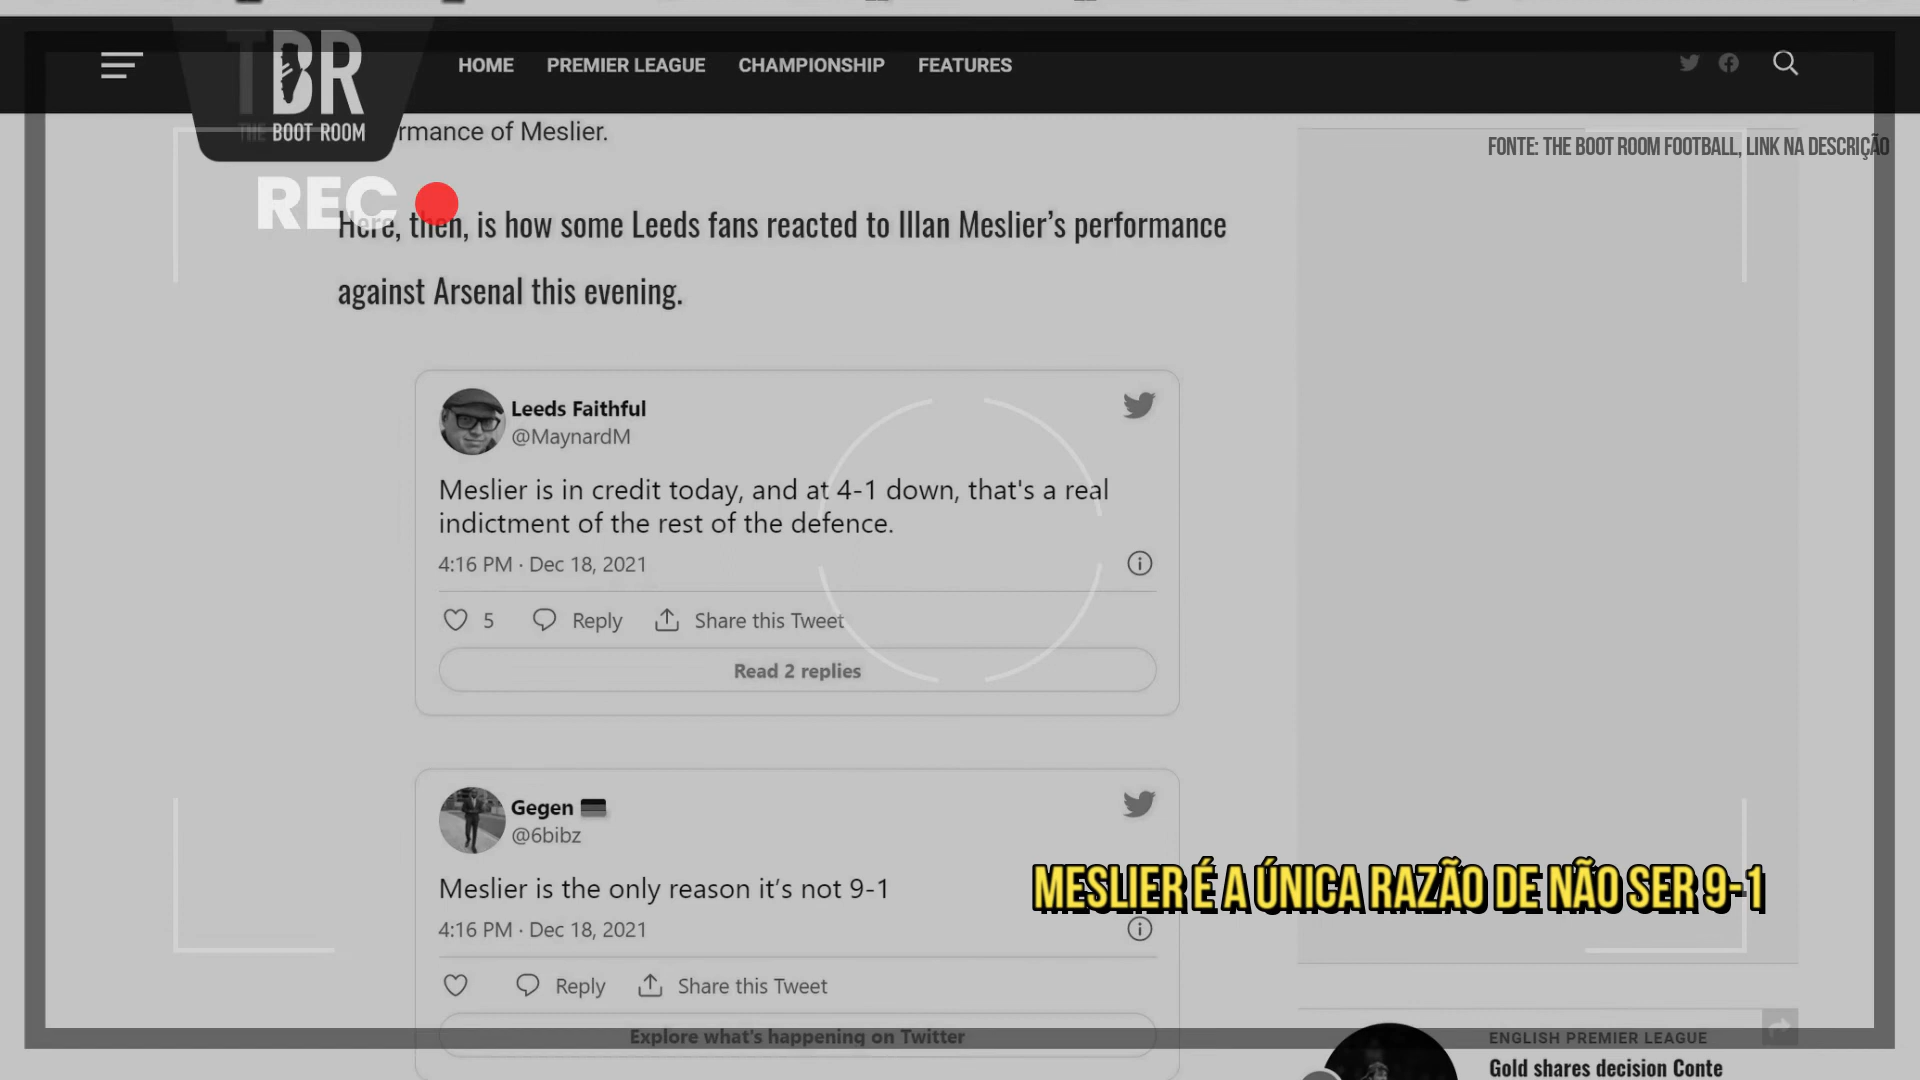 TBR
THE BOOT ROOM
HOME PREMIER LEAGUE CHAMPIONSHIP FEATURES
rmance of Meslier.
FONTE: THE BOOT ROOM FOOTBALL, LINK NA DESCRIÇÃO
REC
Here, then, is how some Leeds fans reacted to Illan Meslier’s performance
against Arsenal this evening.
Leeds Faithful
@MaynardM
Meslier is in credit today, and at 4-1 down, that's a real
indictment of the rest of the defence.
4:16 PM · Dec 18, 2021
5 Reply Share this Tweet
Read 2 replies
Gegen
@6bibz
Meslier is the only reason it’s not 9-1
MESLIER É A ÚNICA RAZÃO DE NÃO SER 9-1
4:16 PM · Dec 18, 2021
Reply Share this Tweet
Explore what's happening on Twitter
ENGLISH PREMIER LEAGUE
Gold shares decision Conte